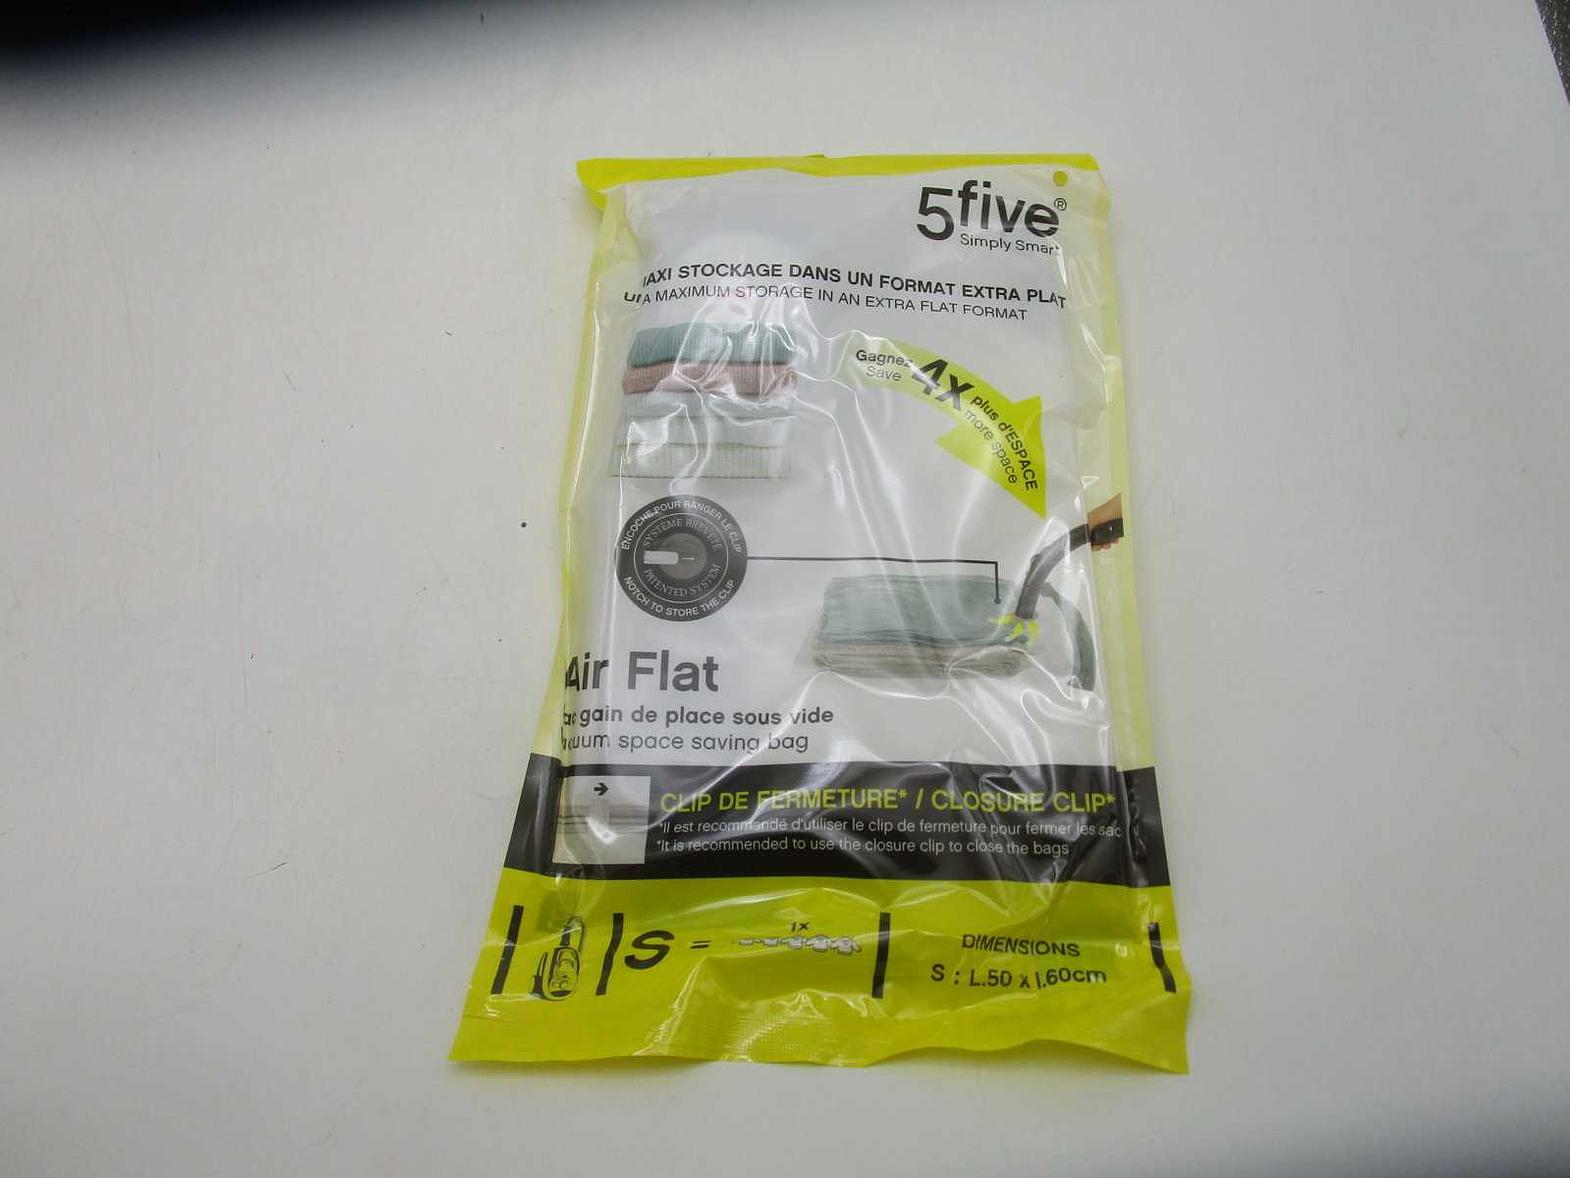 5five®
Simply Smart
MAXI STOCKAGE DANS UN FORMAT EXTRA PLAT
A MAXIMUM STORAGE IN AN EXTRA FLAT FORMAT
Gagnez 4x plus d'ESPACE
Save more space
ENCOCHE POUR RANGER LE CLIP
SYSTÈME BREVETÉ
PATENTED SYSTEM
NOTCH TO STORE THE CLIP
Air Flat
Sac gain de place sous vide
Vacuum space saving bag
CLIP DE FERMETURE* / CLOSURE CLIP*
*Il est recommandé d'utiliser le clip de fermeture pour fermer les sac
*It is recommended to use the closure clip to close the bags
S = 1x
DIMENSIONS
S : L.50 x l.60cm